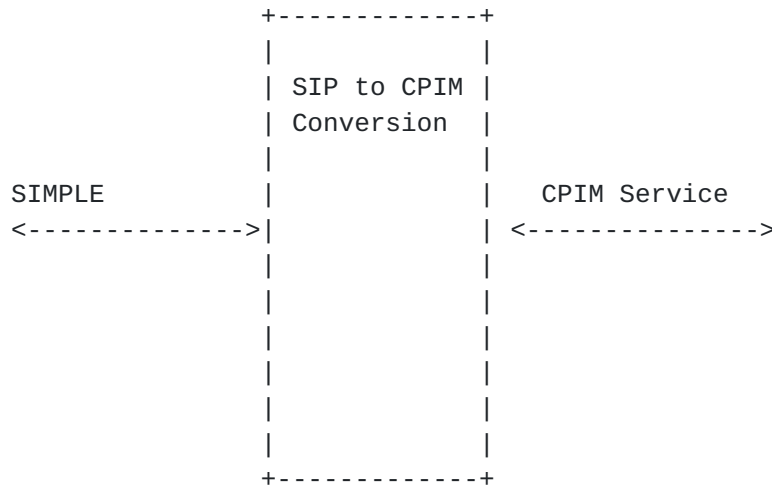 +-------------+
|             |
| SIP to CPIM |
| Conversion  |
|             |
SIMPLE          |             |   CPIM Service
<-------------->|             | <--------------->
|             |
|             |
|             |
|             |
|             |
|             |
+-------------+